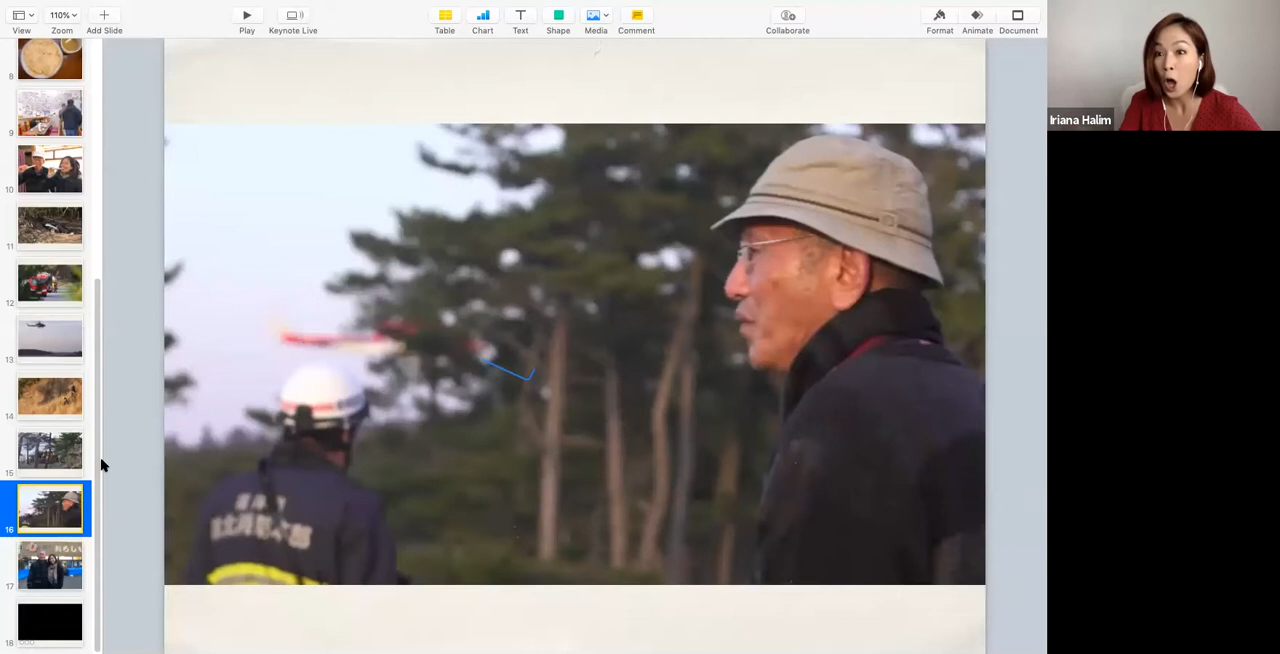 110%
View
Zoom
Add Slide
Play
Keynote Live
Table
Chart
T
Text
Shape
Media
Comment
Collaborate
Format
Animate
Document
Iriana Halim
8
9
10
11
12
13
14
15
16
17
18